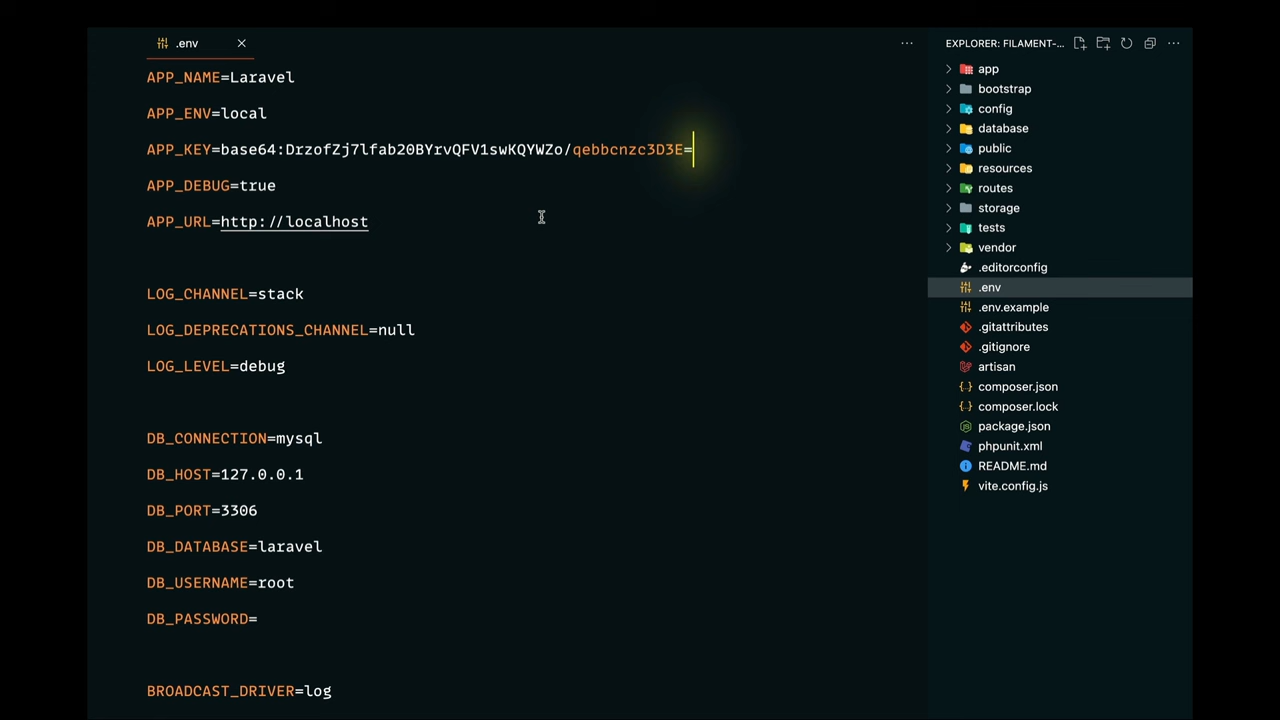 .env
EXPLORER: FILAMENT-...
APP_NAME=Laravel
APP_ENV=local
APP_KEY=base64:DrzofZj7lfab20BYrvQFV1swKQYWZo/qebbcnzc3D3E=
APP_DEBUG=true
APP_URL=http://localhost
LOG_CHANNEL=stack
LOG_DEPRECATIONS_CHANNEL=null
LOG_LEVEL=debug
DB_CONNECTION=mysql
DB_HOST=127.0.0.1
DB_PORT=3306
DB_DATABASE=laravel
DB_USERNAME=root
DB_PASSWORD=
BROADCAST_DRIVER=log
app
bootstrap
config
database
public
resources
routes
storage
tests
vendor
.editorconfig
.env
.env.example
.gitattributes
.gitignore
artisan
composer.json
composer.lock
package.json
phpunit.xml
README.md
vite.config.js